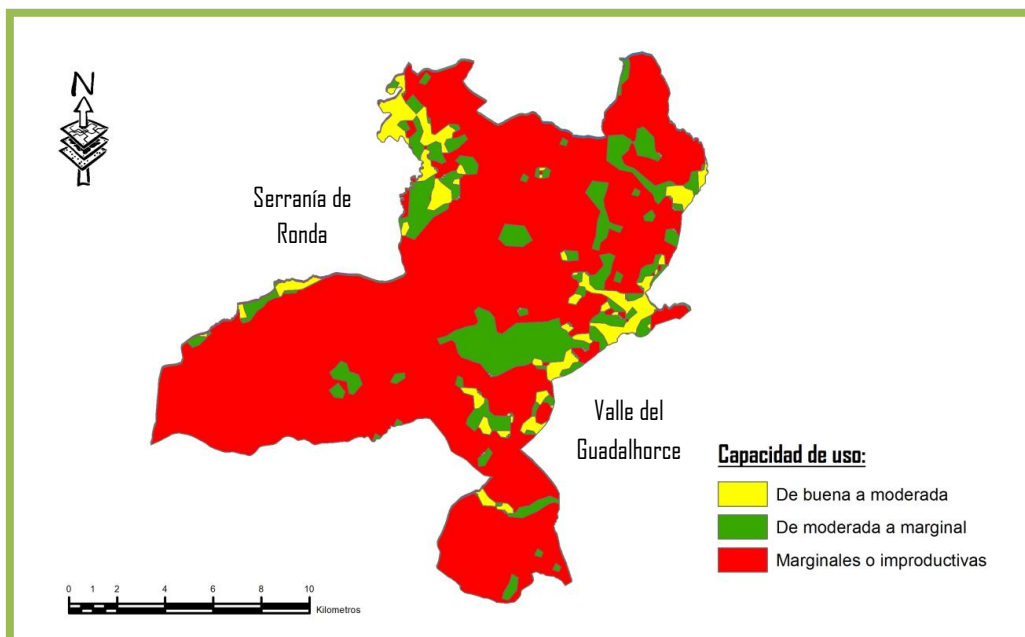 N
Serranía de
Ronda
Valle del
Guadalhorce
Capacidad de uso:
De buena a moderada
De moderada a marginal
Marginales o improductivas
0 1 2 4 6 8 10
Kilometros